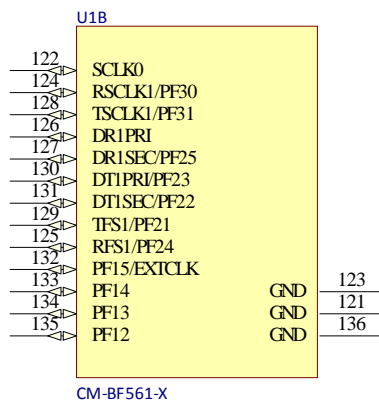 U1B
122 SCLK0
124 RSCLK1/PF30
128 TSCLK1/PF31
126 DR1PRI
127 DR1SEC/PF25
130 DT1PRI/PF23
131 DT1SEC/PF22
129 TFS1/PF21
125 RFS1/PF24
132 PF15/EXTCLK
133 PF14 GND 123
134 PF13 GND 121
135 PF12 GND 136
CM-BF561-X